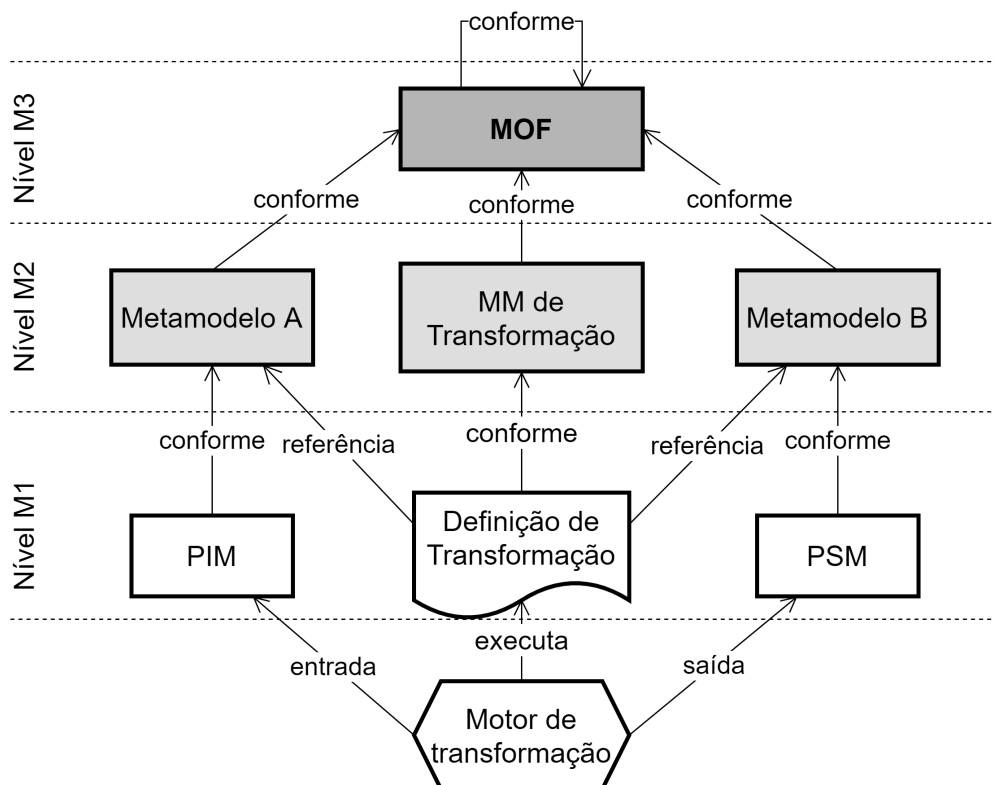 conforme
Nível M3
MOF
conforme
conforme
conforme
Nível M2
Metamodelo A
MM de
Transformação
Metamodelo B
conforme
referência
conforme
referência
conforme
Nível M1
PIM
Definição de
Transformação
PSM
entrada
executa
saída
Motor de
transformação